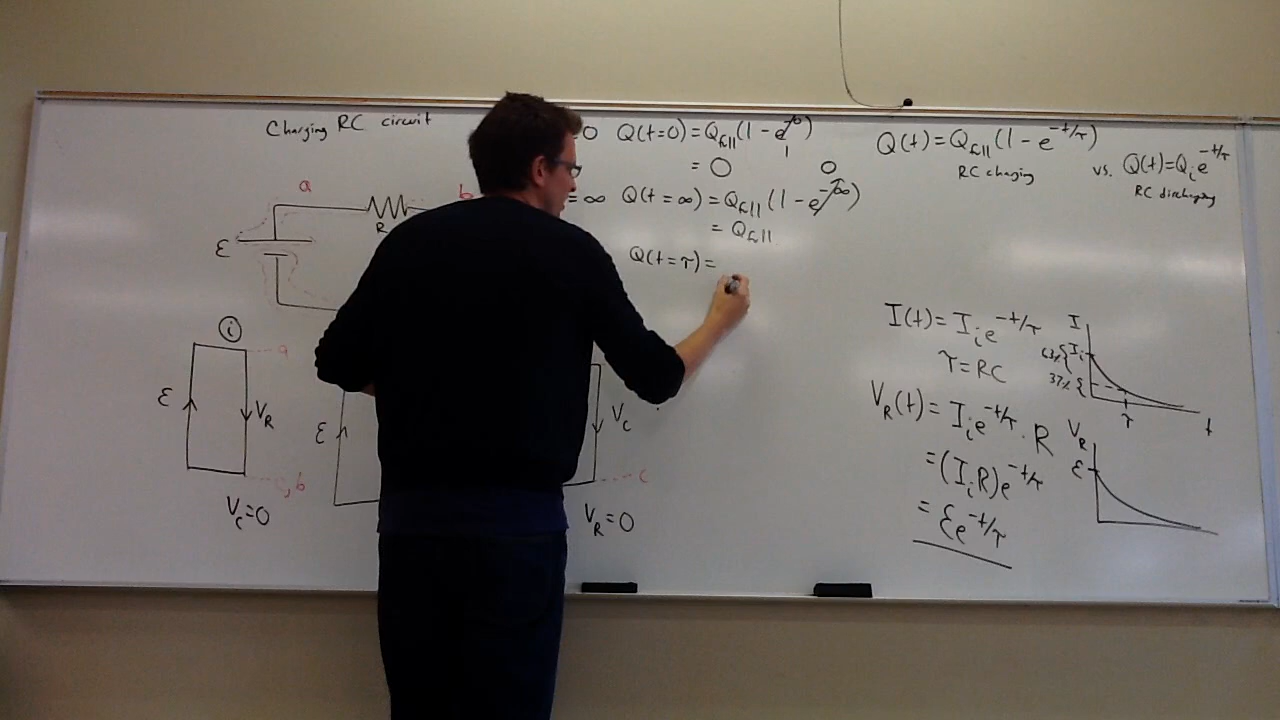 Charging RC circuit
a
b
R
ε
i
a
ε
V_R
c, b
V_C=0
ε
V_C
c
V_R=0
=0 Q(t=0)=Q_full(1-e^0)
1
= 0
0
=∞ Q(t=∞)=Q_full(1-e^-∞)
= Q_full
Q(t=τ)=
Q(t)=Q_full(1-e^-t/τ)
RC charging
vs. Q(t)=Q_i e^-t/τ
RC discharging
I(t)=I_i e^-t/τ
τ=RC
V_R(t)=I_i e^-t/τ · R
=(I_i R)e^-t/τ
=εe^-t/τ
I
63% { I_i
37% {
τ
t
V_R
ε